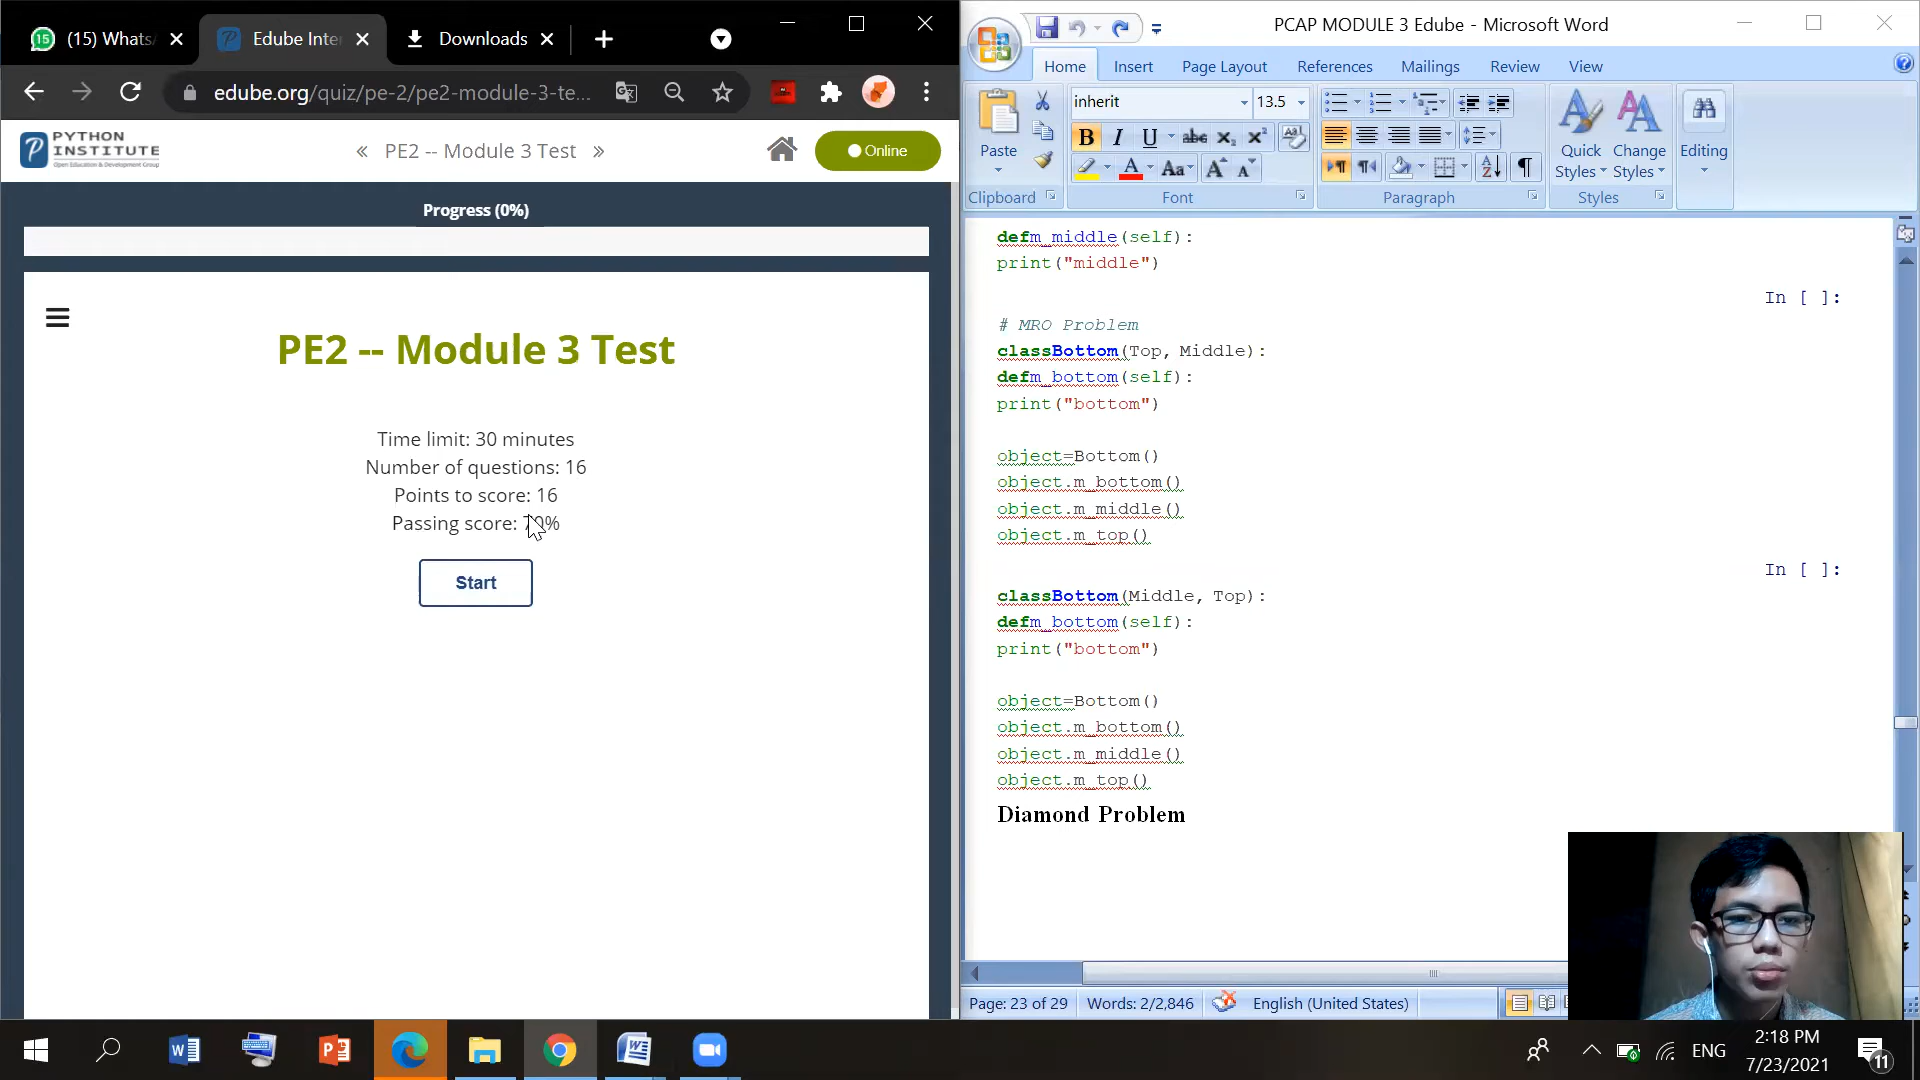 (15) WhatsA
Edube Inte
Downloads
edube.org/quiz/pe-2/pe2-module-3-te...
PYTHON
INSTITUTE
Open Education & Development Group
« PE2 -- Module 3 Test »
Online
Progress (0%)
PE2 -- Module 3 Test
Time limit: 30 minutes
Number of questions: 16
Points to score: 16
Passing score: 70%
Start
PCAP MODULE 3 Edube - Microsoft Word
Home Insert Page Layout References Mailings Review View
inherit 13.5
Paste
Quick Styles
Change Styles
Editing
Clipboard Font Paragraph Styles
defm_middle(self):
print("middle")
In [ ]:
# MRO Problem
classBottom(Top, Middle):
defm_bottom(self):
print("bottom")
object=Bottom()
object.m_bottom()
object.m_middle()
object.m_top()
In [ ]:
classBottom(Middle, Top):
defm_bottom(self):
print("bottom")
object=Bottom()
object.m_bottom()
object.m_middle()
object.m_top()
Diamond Problem
Page: 23 of 29 Words: 2/2,846 English (United States)
ENG
2:18 PM
7/23/2021
11